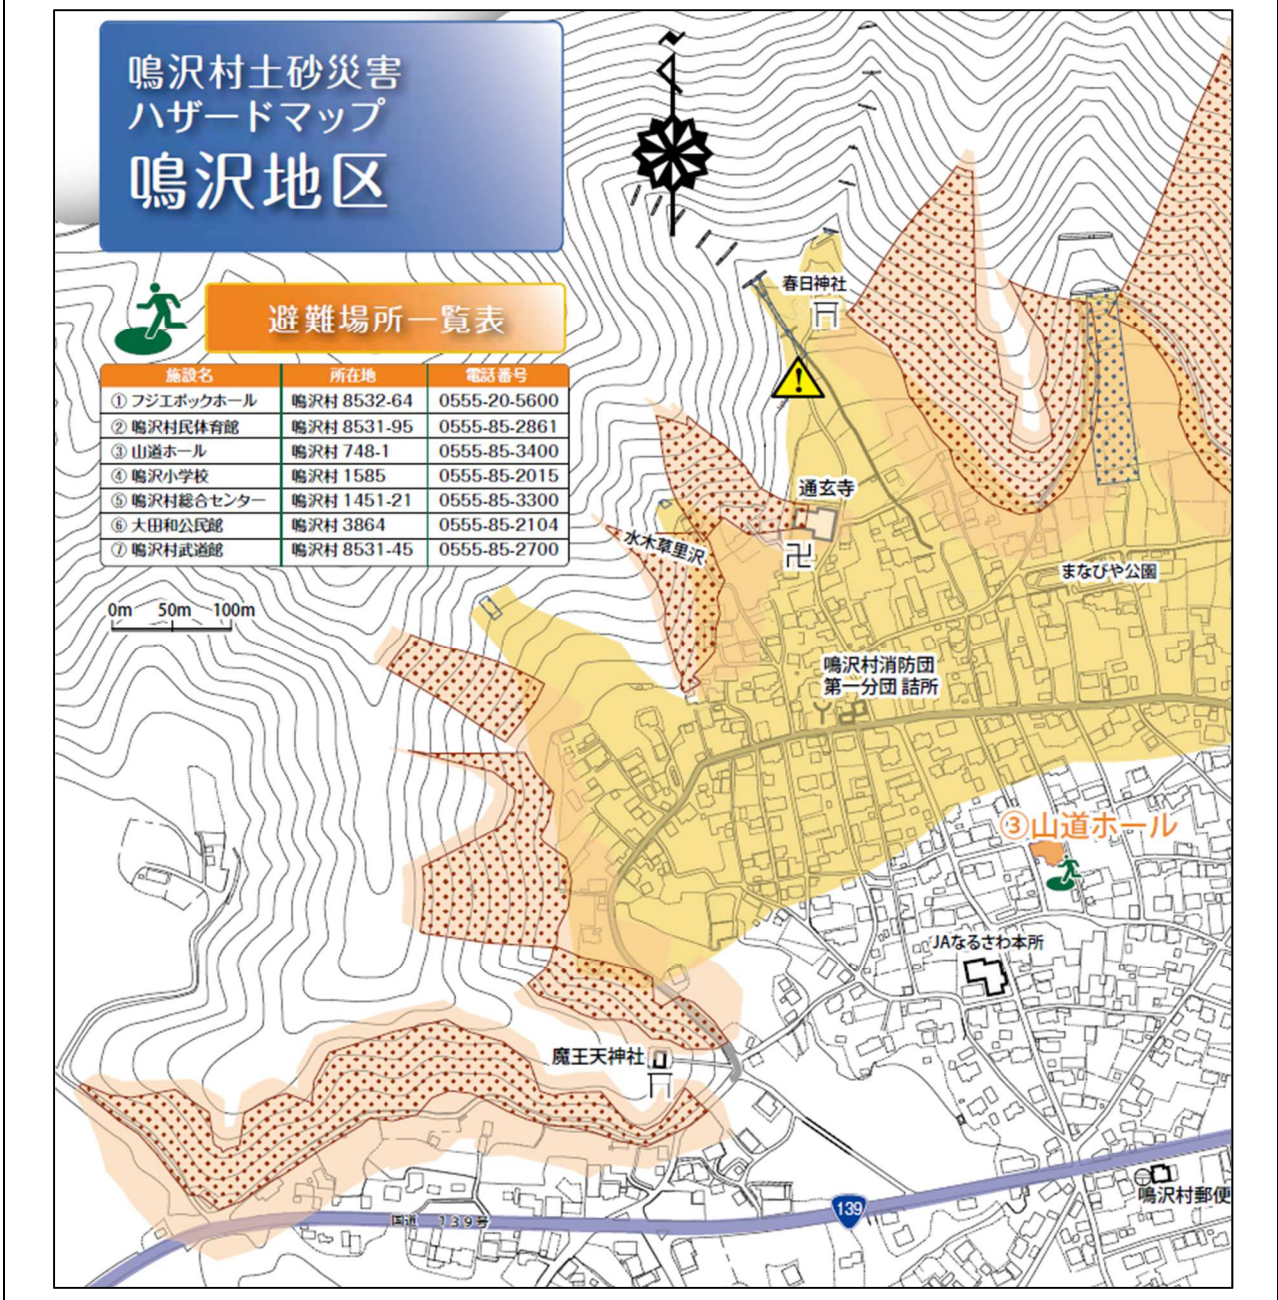 鳴沢村土砂災害
ハザードマップ
鳴沢地区
避難場所一覧表
施設名 所在地 電話番号
① フジエポックホール 鳴沢村 8532-64 0555-20-5600
② 鳴沢村民体育館 鳴沢村 8531-95 0555-85-2861
③ 山道ホール 鳴沢村 748-1 0555-85-3400
④ 鳴沢小学校 鳴沢村 1585 0555-85-2015
⑤ 鳴沢村総合センター 鳴沢村 1451-21 0555-85-3300
⑥ 大田和公民館 鳴沢村 3864 0555-85-2104
⑦ 鳴沢村武道館 鳴沢村 8531-45 0555-85-2700
0m 50m 100m
春日神社
通玄寺
水木草里沢
まなびや公園
鳴沢村消防団
第一分団 詰所
③山道ホール
JAなるさわ本所
魔王天神社
鳴沢村郵便
139
国道 139号